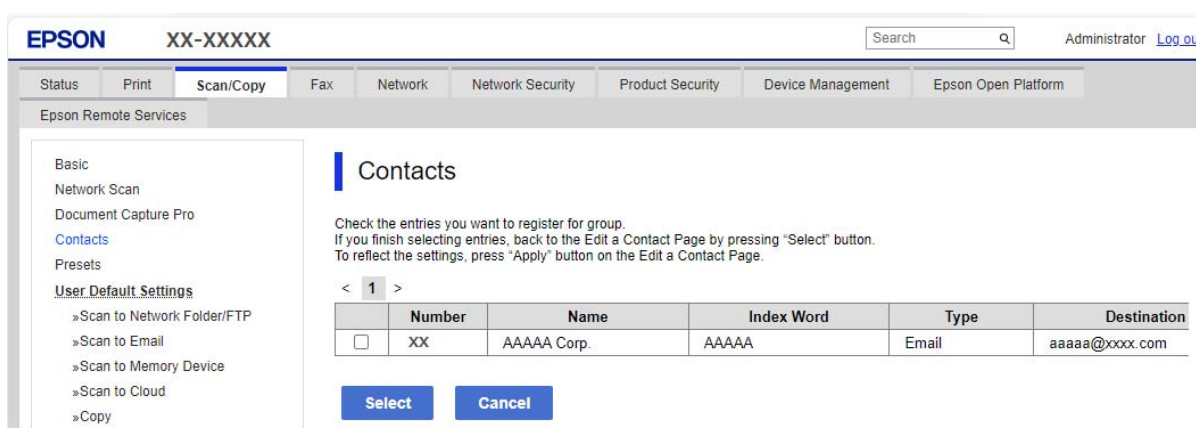 EPSON XX-XXXXX Search Administrator Log ou
Status Print Scan/Copy Fax Network Network Security Product Security Device Management Epson Open Platform
Epson Remote Services
Basic
Network Scan
Document Capture Pro
Contacts
Presets
User Default Settings
»Scan to Network Folder/FTP
»Scan to Email
»Scan to Memory Device
»Scan to Cloud
»Copy
Contacts
Check the entries you want to register for group.
If you finish selecting entries, back to the Edit a Contact Page by pressing “Select” button.
To reflect the settings, press “Apply” button on the Edit a Contact Page.
< 1 >
Number Name Index Word Type Destination
XX AAAAA Corp. AAAAA Email aaaaa@xxxx.com
Select Cancel